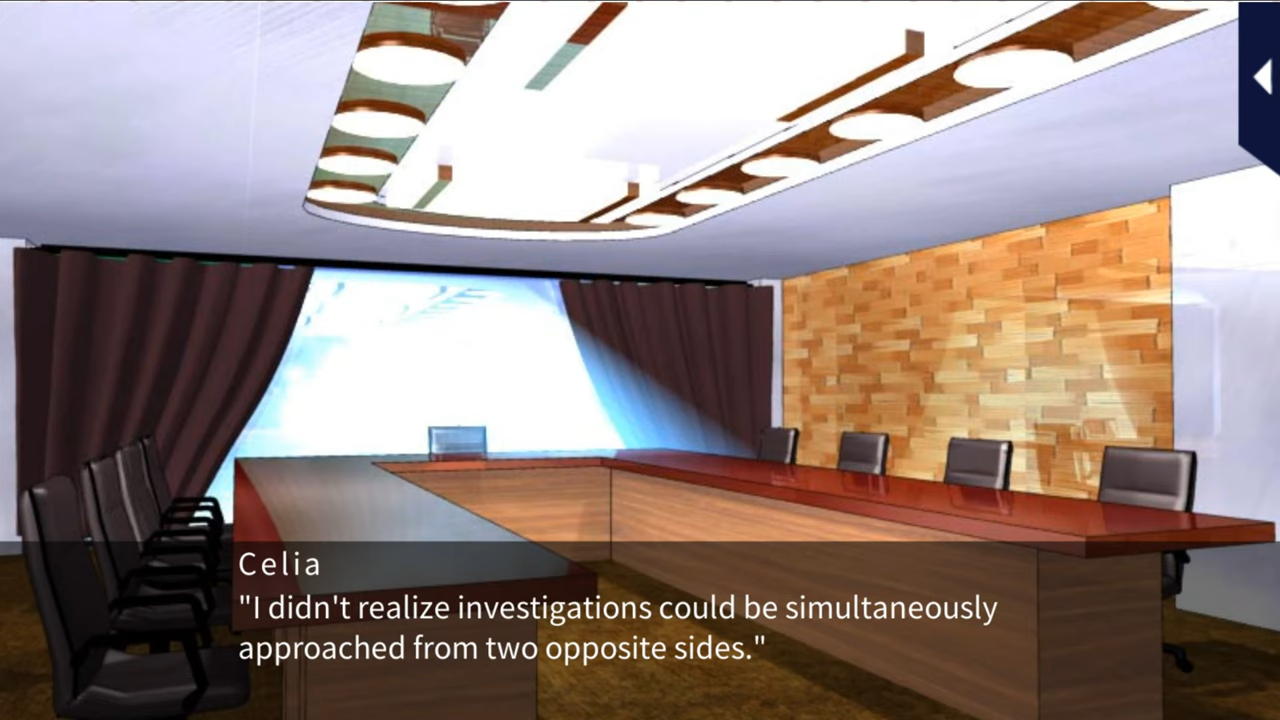 Celia
"I didn't realize investigations could be simultaneously
approached from two opposite sides."